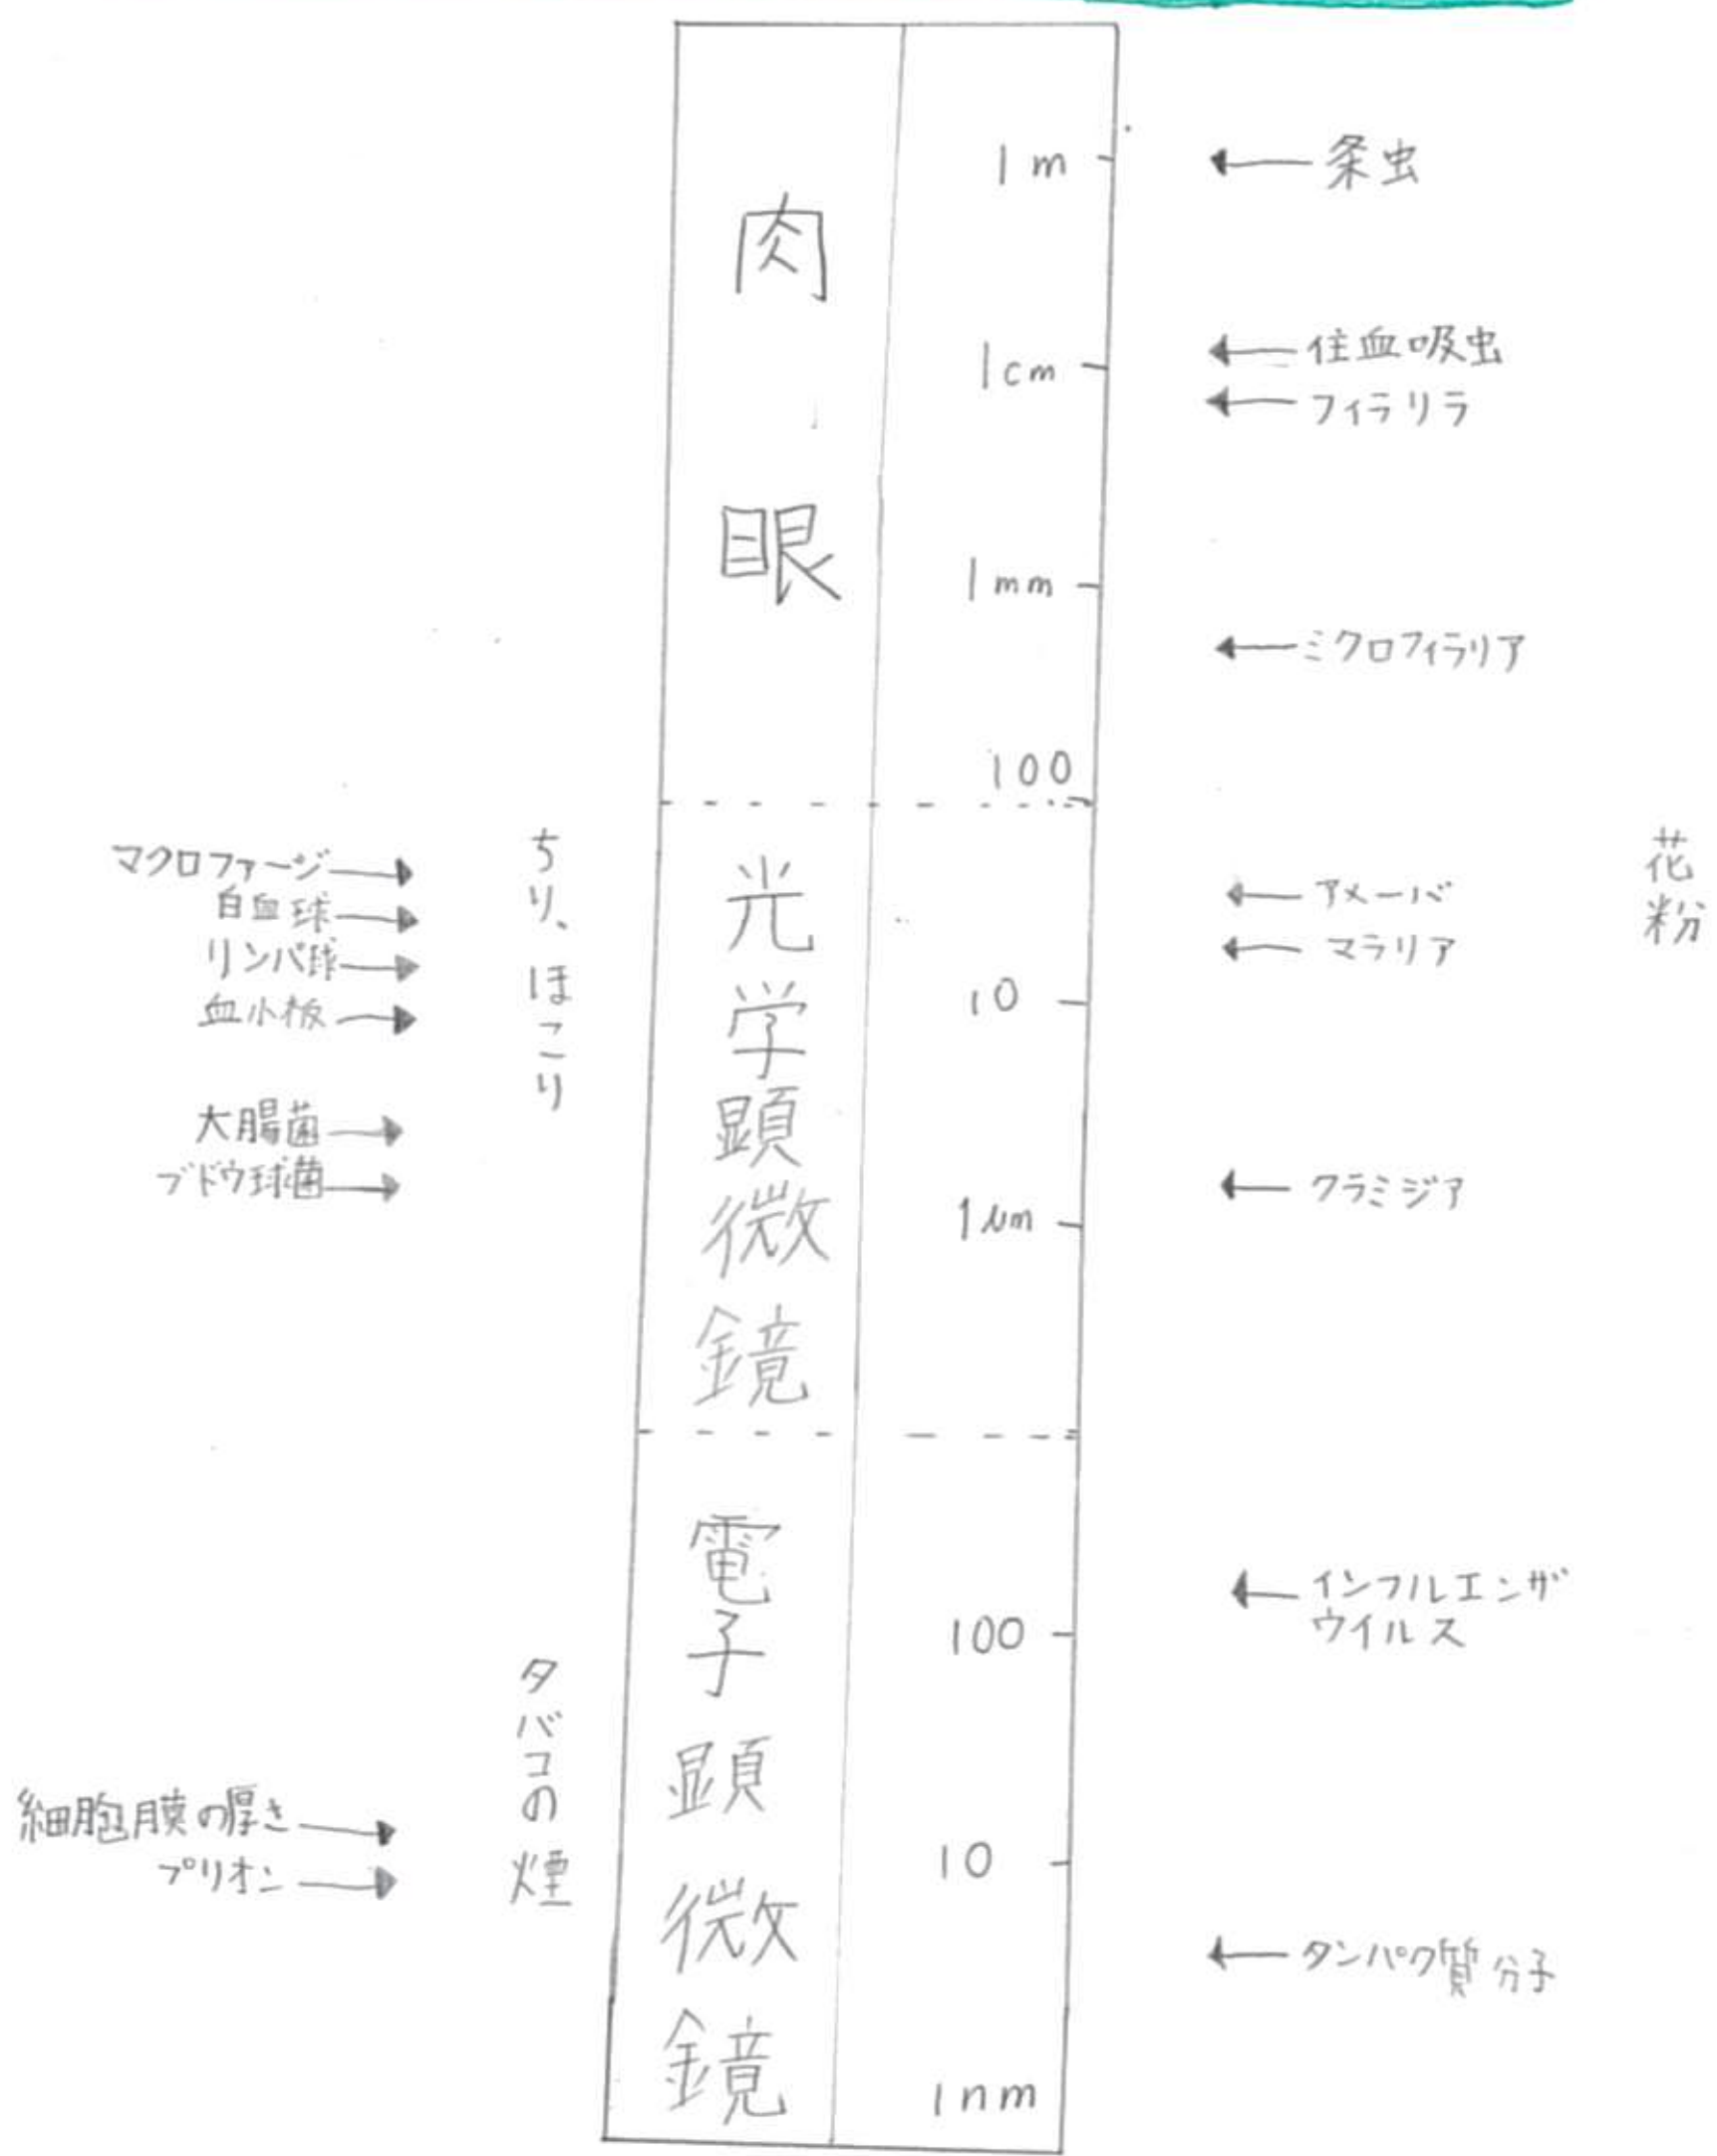 1m
←条虫
肉
1cm
←住血吸虫
←フィラリラ
眼
1mm
←ミクロフィラリア
100
マクロファージ→
白血球→
リンパ球→
血小板→
大腸菌→
ブドウ球菌→
ちり、ほこり
光学顕微鏡
10
1μm
←アメーバ
←マラリア
←クラミジア
花粉
細胞膜の厚さ→
プリオン→
タバコの煙
電子顕微鏡
100
10
1nm
←インフルエンザ
ウイルス
←タンパク質分子